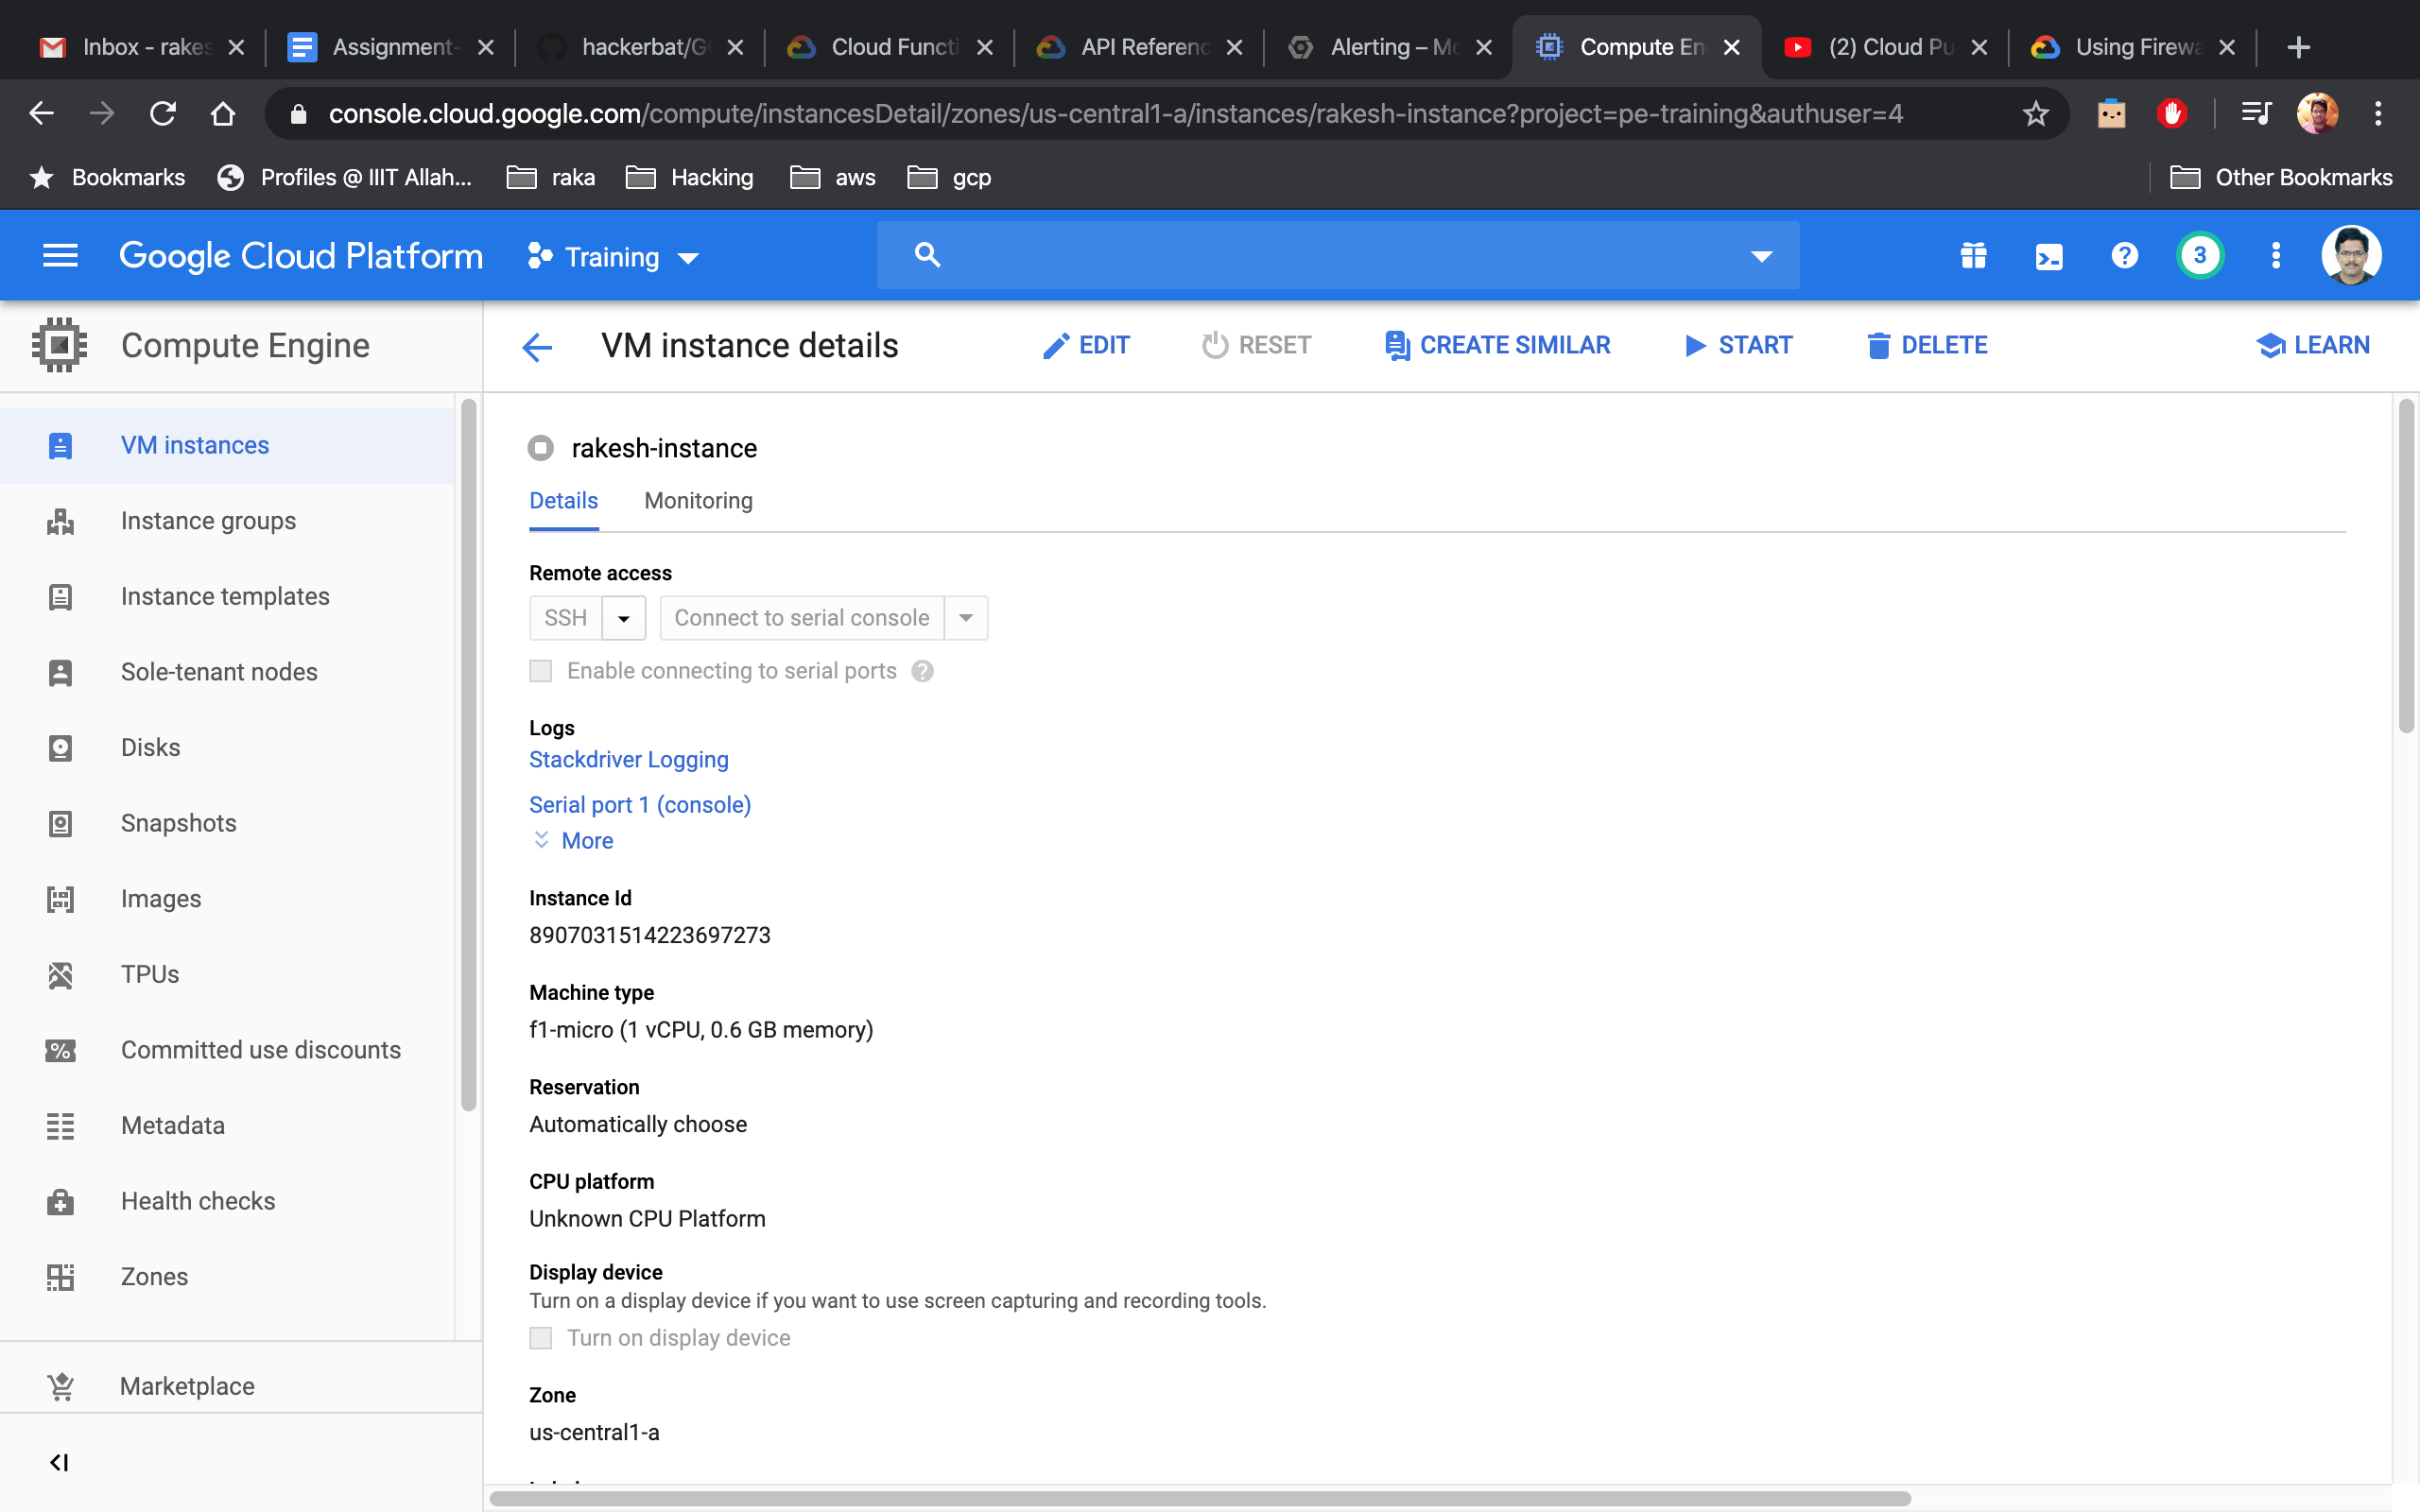 Inbox - rakes
Assignment-
hackerbat/G
Cloud Functi
API Referenc
Alerting – Mo
Compute En
(2) Cloud Pu
Using Firewa
console.cloud.google.com/compute/instancesDetail/zones/us-central1-a/instances/rakesh-instance?project=pe-training&authuser=4
Bookmarks
Profiles @ IIIT Allah...
raka
Hacking
aws
gcp
Other Bookmarks
Google Cloud Platform
Training
3
Compute Engine
VM instance details
EDIT
RESET
CREATE SIMILAR
START
DELETE
LEARN
VM instances
Instance groups
Instance templates
Sole-tenant nodes
Disks
Snapshots
Images
TPUs
Committed use discounts
Metadata
Health checks
Zones
Marketplace
rakesh-instance
Details
Monitoring
Remote access
SSH
Connect to serial console
Enable connecting to serial ports
Logs
Stackdriver Logging
Serial port 1 (console)
More
Instance Id
8907031514223697273
Machine type
f1-micro (1 vCPU, 0.6 GB memory)
Reservation
Automatically choose
CPU platform
Unknown CPU Platform
Display device
Turn on a display device if you want to use screen capturing and recording tools.
Turn on display device
Zone
us-central1-a